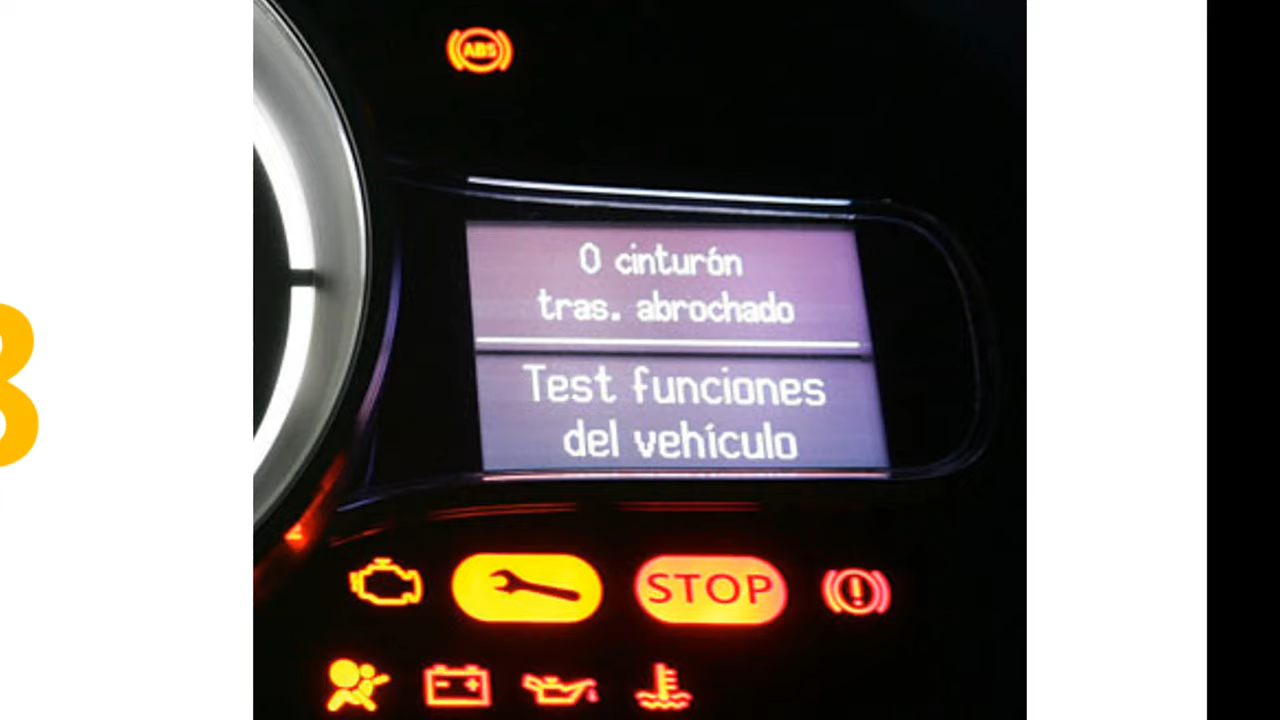 ABS
0 cinturón
tras. abrochado
Test funciones
del vehículo
STOP